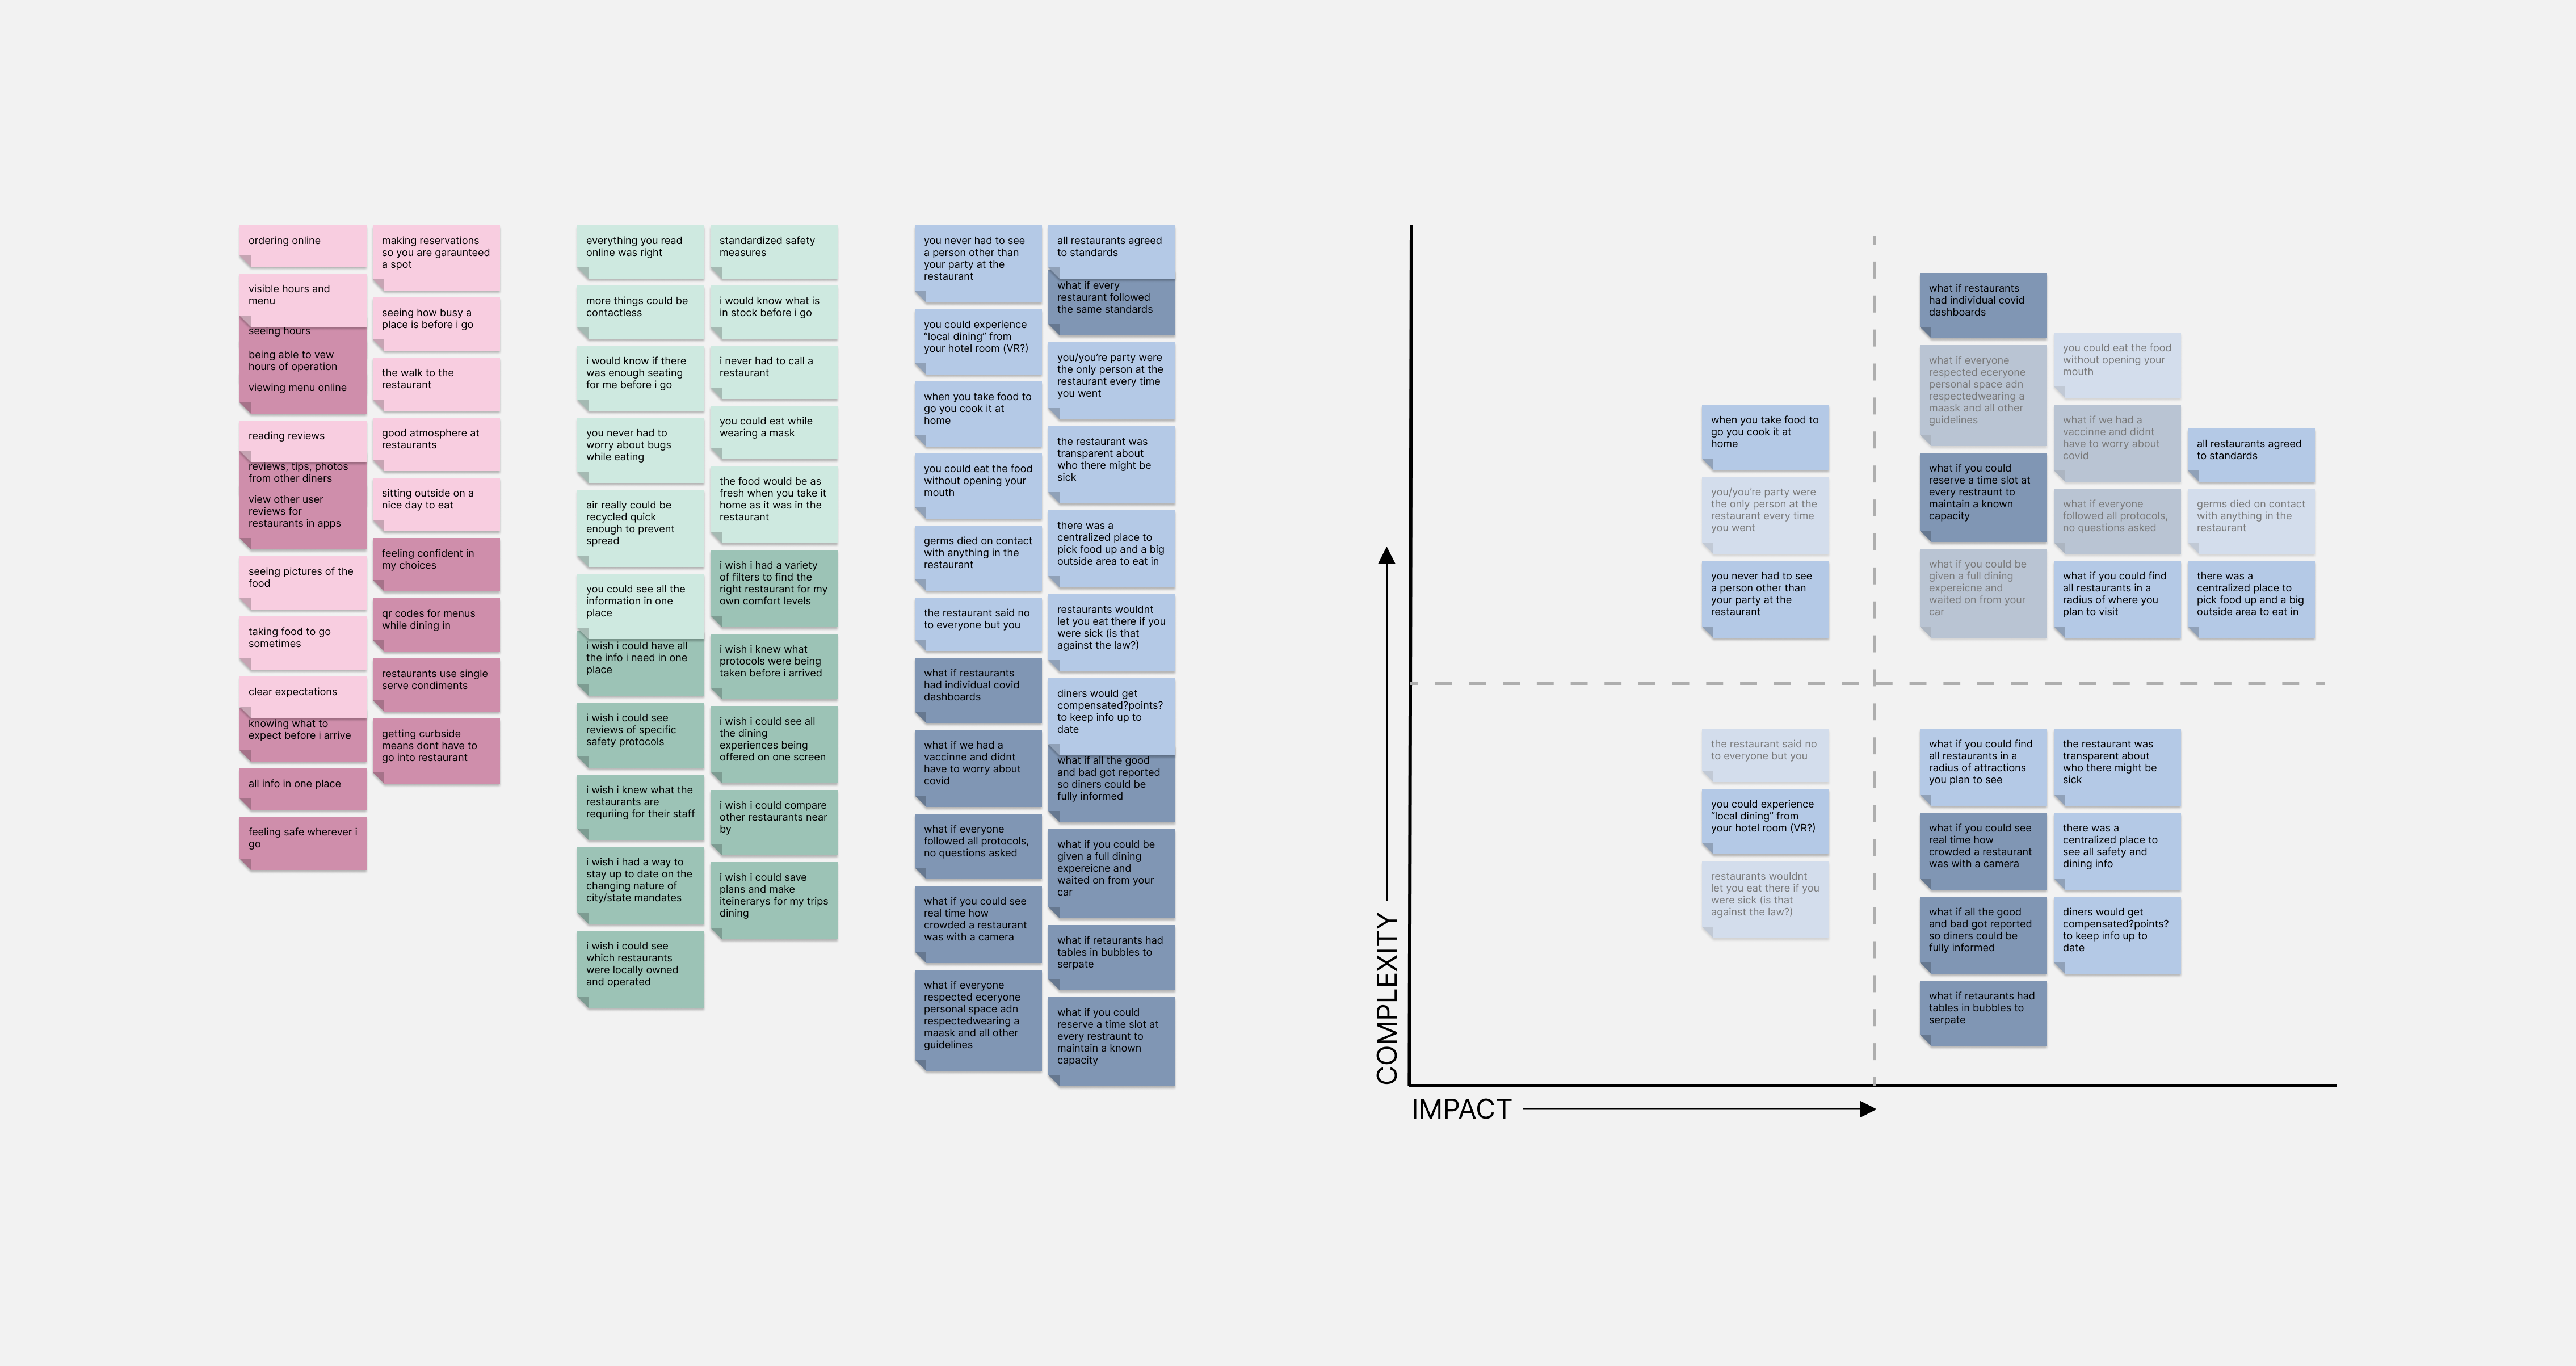 ordering online
visible hours and
menu
seeing hours
being able to vew
hours of operation
viewing menu online
reading reviews
reviews, tips, photos
from other diners
view other user
reviews for
restaurants in apps
seeing pictures of the
food
taking food to go
sometimes
clear expectations
knowing what to
expect before i arrive
all info in one place
feeling safe wherever i
go
making reservations
so you are garaunteed
a spot
seeing how busy a
place is before i go
the walk to the
restaurant
good atmosphere at
restaurants
sitting outside on a
nice day to eat
feeling confident in
my choices
qr codes for menus
while dining in
restaurants use single
serve condiments
getting curbside
means dont have to
go into restaurant
everything you read
online was right
more things could be
contactless
i would know if there
was enough seating
for me before i go
you never had to
worry about bugs
while eating
air really could be
recycled quick
enough to prevent
spread
you could see all the
information in one
place
i wish i could have all
the info i need in one
place
i wish i could see
reviews of specific
safety protocols
i wish i knew what the
restaurants are
requriing for their staff
i wish i had a way to
stay up to date on the
changing nature of
city/state mandates
i wish i could see
which restaurants
were locally owned
and operated
standardized safety
measures
i would know what is
in stock before i go
i never had to call a
restaurant
you could eat while
wearing a mask
the food would be as
fresh when you take it
home as it was in the
restaurant
i wish i had a variety
of filters to find the
right restaurant for my
own comfort levels
i wish i knew what
protocols were being
taken before i arrived
i wish i could see all
the dining
experiences being
offered on one screen
i wish i could compare
other restaurants near
by
i wish i could save
plans and make
iteinerarys for my trips
dining
you never had to see
a person other than
your party at the
restaurant
you could experience
"local dining" from
your hotel room (VR?)
when you take food to
go you cook it at
home
you could eat the food
without opening your
mouth
germs died on contact
with anything in the
restaurant
the restaurant said no
to everyone but you
what if restaurants
had individual covid
dashboards
what if we had a
vaccinne and didnt
have to worry about
covid
what if everyone
followed all protocols,
no questions asked
what if you could see
real time how
crowded a restaurant
was with a camera
what if everyone
respected eceryone
personal space adn
respectedwearing a
maask and all other
guidelines
all restaurants agreed
to standards
what if every
restaurant followed
the same standards
you/you're party were
the only person at the
restaurant every time
you went
the restaurant was
transparent about
who there might be
sick
there was a
centralized place to
pick food up and a big
outside area to eat in
restaurants wouldnt
let you eat there if you
were sick (is that
against the law?)
diners would get
compensated?points?
to keep info up to
date
what if all the good
and bad got reported
so diners could be
fully informed
what if you could be
given a full dining
expereicne and
waited on from your
car
what if retaurants had
tables in bubbles to
serpate
what if you could
reserve a time slot at
every restraunt to
maintain a known
capacity
COMPLEXITY
IMPACT
when you take food to
go you cook it at
home
you/you're party were
the only person at the
restaurant every time
you went
you never had to see
a person other than
your party at the
restaurant
what if restaurants
had individual covid
dashboards
what if everyone
respected eceryone
personal space adn
respectedwearing a
maask and all other
guidelines
what if you could
reserve a time slot at
every restraunt to
maintain a known
capacity
what if you could be
given a full dining
expereicne and
waited on from your
car
you could eat the food
without opening your
mouth
what if we had a
vaccinne and didnt
have to worry about
covid
what if everyone
followed all protocols,
no questions asked
what if you could find
all restaurants in a
radius of where you
plan to visit
all restaurants agreed
to standards
germs died on contact
with anything in the
restaurant
there was a
centralized place to
pick food up and a big
outside area to eat in
the restaurant said no
to everyone but you
you could experience
"local dining" from
your hotel room (VR?)
restaurants wouldnt
let you eat there if you
were sick (is that
against the law?)
what if you could find
all restaurants in a
radius of attractions
you plan to see
what if you could see
real time how
crowded a restaurant
was with a camera
what if all the good
and bad got reported
so diners could be
fully informed
what if retaurants had
tables in bubbles to
serpate
the restaurant was
transparent about
who there might be
sick
there was a
centralized place to
see all safety and
dining info
diners would get
compensated?points?
to keep info up to
date